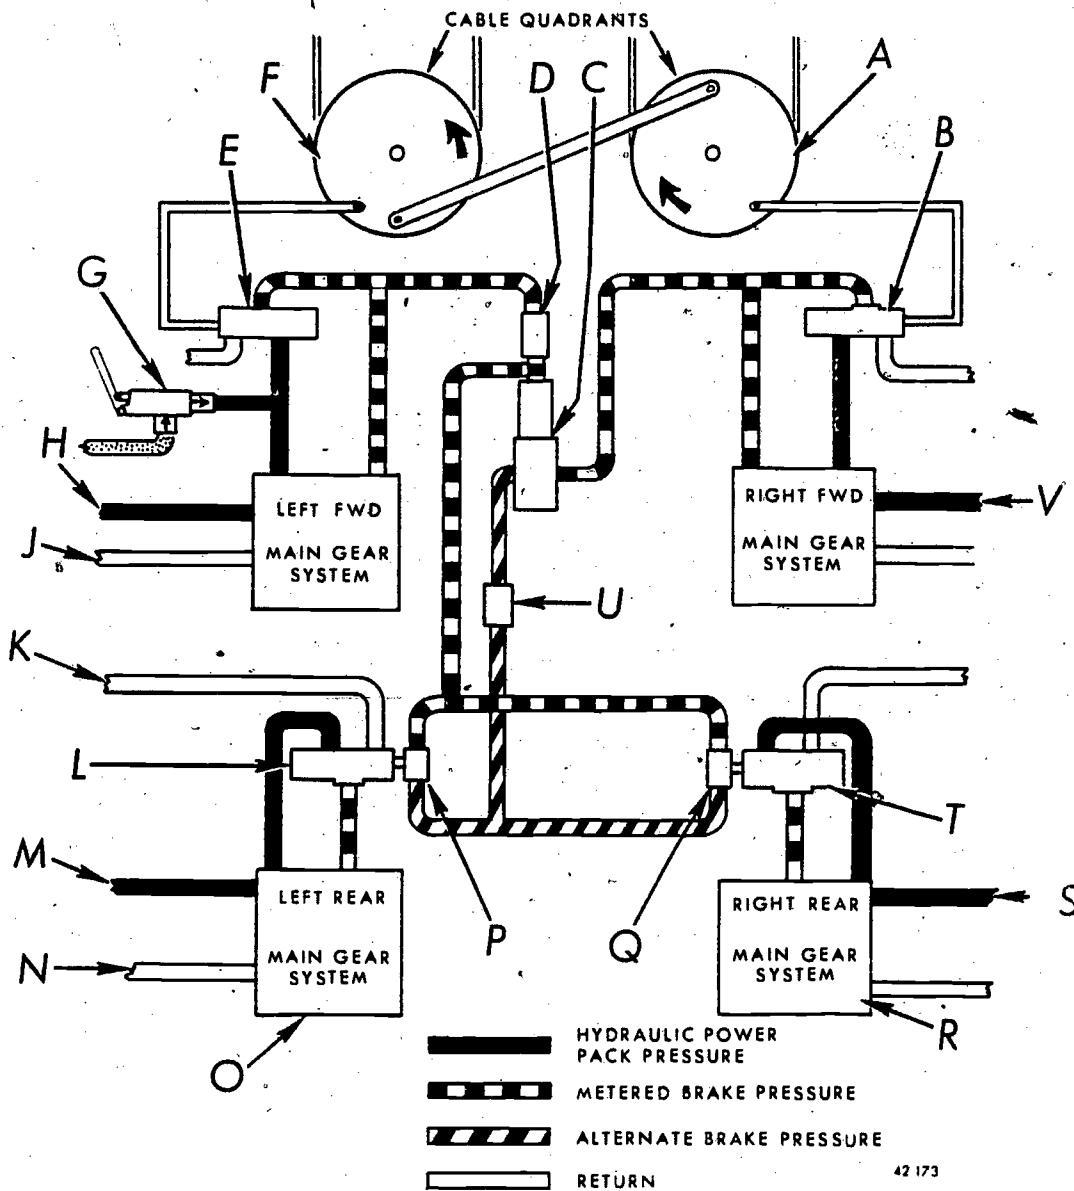 CABLE QUADRANTS
F
D
C
A
E
B
G
H
LEFT FWD
MAIN GEAR
SYSTEM
RIGHT FWD
MAIN GEAR
SYSTEM
V
J
U
K
L
T
M
LEFT REAR
MAIN GEAR
SYSTEM
P
Q
RIGHT REAR
MAIN GEAR
SYSTEM
S
N
O
R
HYDRAULIC POWER
PACK PRESSURE
METERED BRAKE PRESSURE
ALTERNATE BRAKE PRESSURE
RETURN
42 173